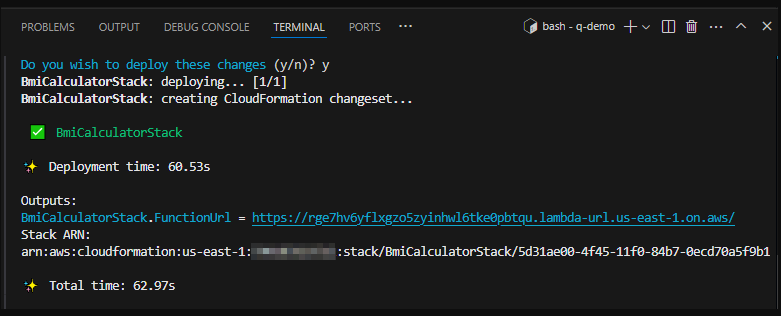 PROBLEMS OUTPUT DEBUG CONSOLE TERMINAL PORTS ··· bash - q-demo
Do you wish to deploy these changes (y/n)? y
BmiCalculatorStack: deploying... [1/1]
BmiCalculatorStack: creating CloudFormation changeset...
✅ BmiCalculatorStack
✨ Deployment time: 60.53s
Outputs:
BmiCalculatorStack.FunctionUrl = https://rge7hv6yflxgzo5zyinhwl6tke0pbtqu.lambda-url.us-east-1.on.aws/
Stack ARN:
arn:aws:cloudformation:us-east-1: :stack/BmiCalculatorStack/5d31ae00-4f45-11f0-84b7-0ecd70a5f9b1
✨ Total time: 62.97s